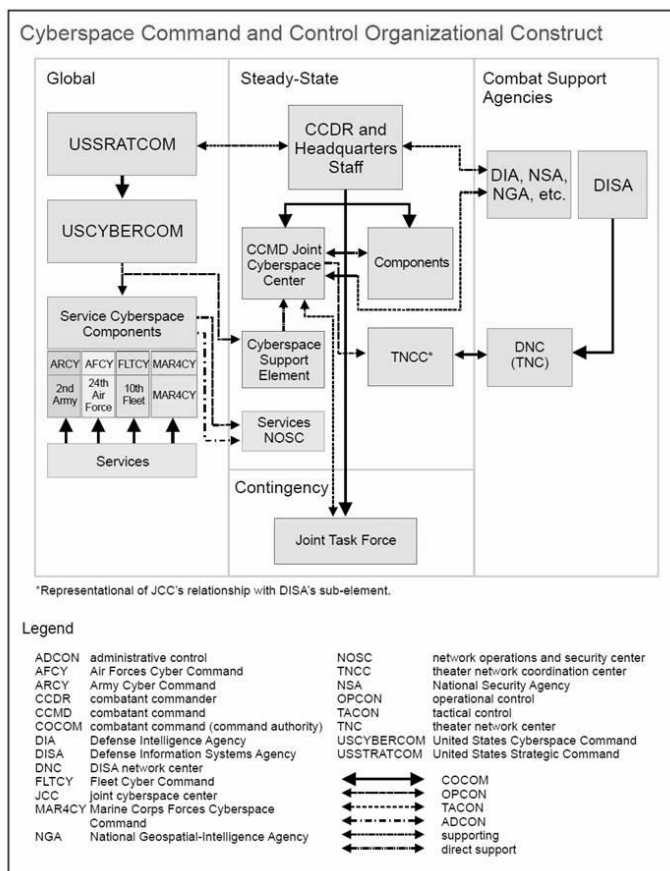 Cyberspace Command and Control Organizational Construct
Global
Steady-State
Combat Support
Agencies
USSRATCOM
CCDR and
Headquarters
Staff
DIA, NSA,
NGA, etc.
DISA
USCYBERCOM
CCMD Joint
Cyberspace
Center
Components
Service Cyberspace
Components
ARCY
AFCY
FLTCY
MAR4CY
2nd
Army
24th
Air
Force
10th
Fleet
MAR4CY
Services
Cyberspace
Support
Element
TNCC*
DNC
(TNC)
Services
NOSC
Contingency
Joint Task Force
*Representational of JCC's relationship with DISA's sub-element.
Legend
ADCON administrative control
AFCY Air Forces Cyber Command
ARCY Army Cyber Command
CCDR combatant commander
CCMD combatant command
COCOM combatant command (command authority)
DIA Defense Intelligence Agency
DISA Defense Information Systems Agency
DNC DISA network center
FLTCY Fleet Cyber Command
JCC joint cyberspace center
MAR4CY Marine Corps Forces Cyberspace
Command
NGA National Geospatial-Intelligence Agency
NOSC network operations and security center
TNCC theater network coordination center
NSA National Security Agency
OPCON operational control
TACON tactical control
TNC theater network center
USCYBERCOM United States Cyberspace Command
USSTRATCOM United States Strategic Command
COCOM
OPCON
TACON
ADCON
supporting
direct support